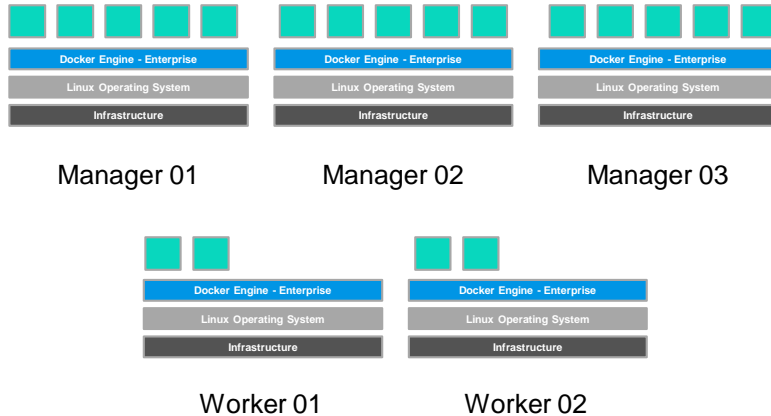 Docker Engine - Enterprise
Docker Engine - Enterprise
Docker Engine - Enterprise
Linux Operating System
Linux Operating System
Linux Operating System
Infrastructure
Infrastructure
Infrastructure
Manager 01
Manager 02
Manager 03
Docker Engine - Enterprise
Docker Engine - Enterprise
Linux Operating System
Linux Operating System
Infrastructure
Infrastructure
Worker 01
Worker 02